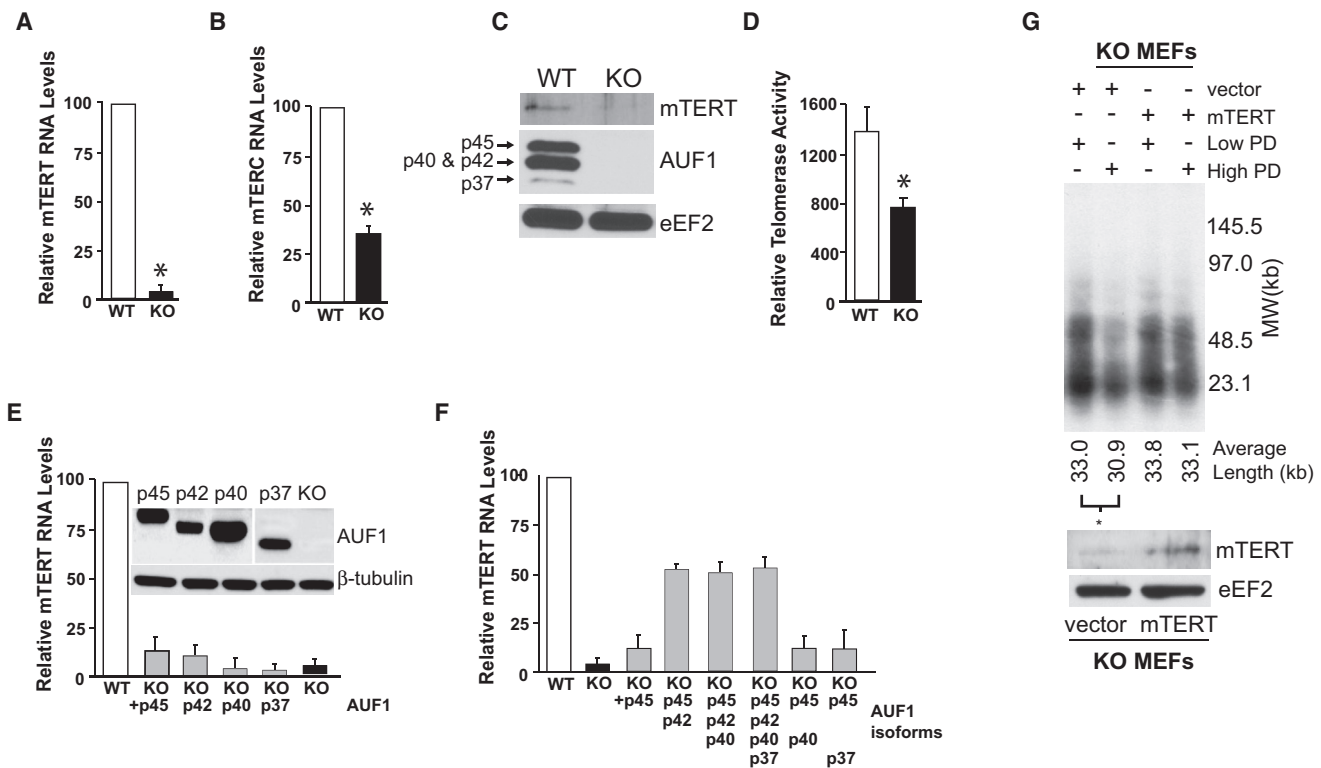 A
Relative mTERT RNA Levels
100
75
50
25
0
*
WT KO
B
Relative mTERC RNA Levels
100
75
50
25
0
*
WT KO
C
WT KO
mTERT
p45
p40 & p42
p37
AUF1
eEF2
D
Relative Telomerase Activity
1600
1200
800
400
0
*
WT KO
E
Relative mTERT RNA Levels
100
75
50
25
0
p45 p42 p40 p37 KO
AUF1
β-tubulin
WT KO KO KO KO KO
+p45 p42 p40 p37 AUF1
F
Relative mTERT RNA Levels
100
75
50
25
0
WT KO KO KO KO KO KO KO
+p45 p45 p45 p45 p45 p45
p42 p42 p42
p40 p40 p40
p37 p37
AUF1
isoforms
G
KO MEFs
+ + - - vector
- - + + mTERT
+ - + - Low PD
- + - + High PD
145.5
97.0
48.5
23.1
MW(kb)
33.0 30.9 33.8 33.1
Average
Length (kb)
*
mTERT
eEF2
vector mTERT
KO MEFs